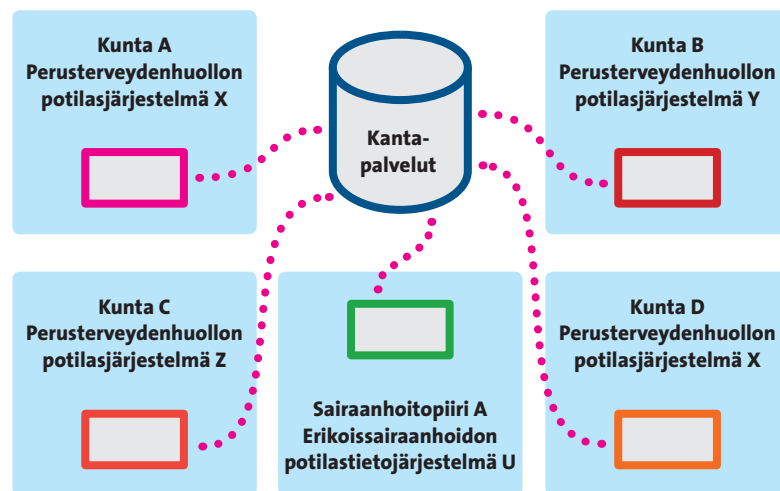 Kunta A
Perusterveydenhuollon
potilasjärjestelmä X
Kanta-
palvelut
Kunta B
Perusterveydenhuollon
potilasjärjestelmä Y
Kunta C
Perusterveydenhuollon
potilasjärjestelmä Z
Sairaanhoitopiiri A
Erikoissairaanhoidon
potilastietojärjestelmä U
Kunta D
Perusterveydenhuollon
potilasjärjestelmä X